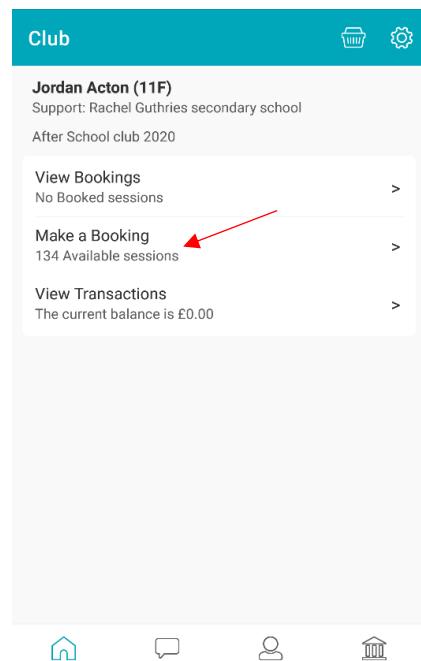 Club
Jordan Acton (11F)
Support: Rachel Guthries secondary school
After School club 2020
View Bookings
No Booked sessions
>
Make a Booking
134 Available sessions
>
View Transactions
The current balance is £0.00
>